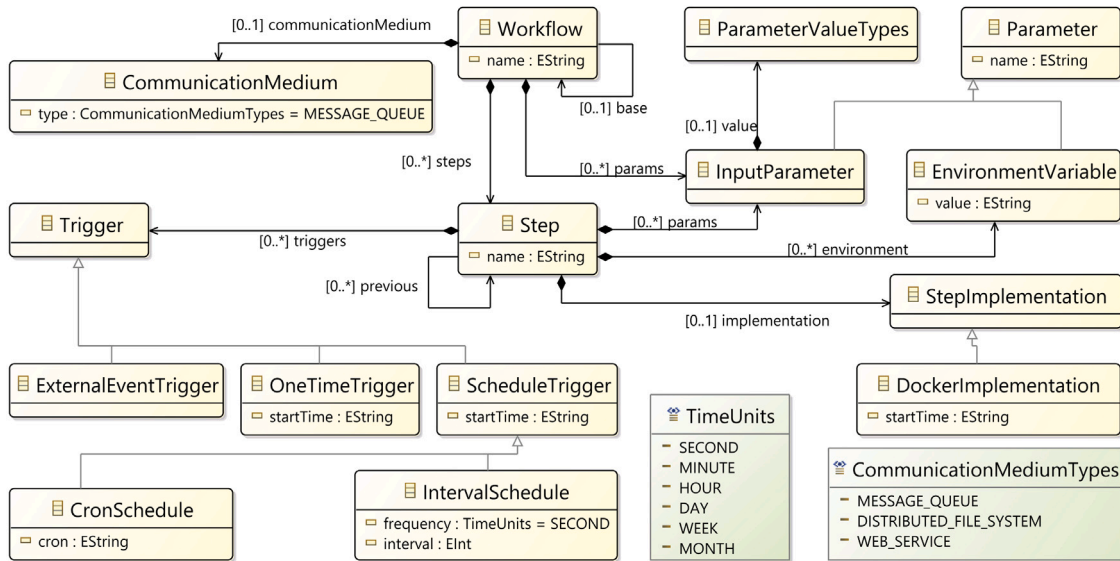 [0..1] communicationMedium
Workflow
name : EString
[0..1] base
ParameterValueTypes
Parameter
name : EString
CommunicationMedium
type : CommunicationMediumTypes = MESSAGE_QUEUE
[0..1] value
[0..*] steps
[0..*] params
InputParameter
EnvironmentVariable
value : EString
Trigger
[0..*] triggers
Step
name : EString
[0..*] params
[0..*] environment
[0..*] previous
[0..1] implementation
StepImplementation
ExternalEventTrigger
OneTimeTrigger
startTime : EString
ScheduleTrigger
startTime : EString
DockerImplementation
startTime : EString
CronSchedule
cron : EString
IntervalSchedule
frequency : TimeUnits = SECOND
interval : EInt
TimeUnits
SECOND
MINUTE
HOUR
DAY
WEEK
MONTH
CommunicationMediumTypes
MESSAGE_QUEUE
DISTRIBUTED_FILE_SYSTEM
WEB_SERVICE